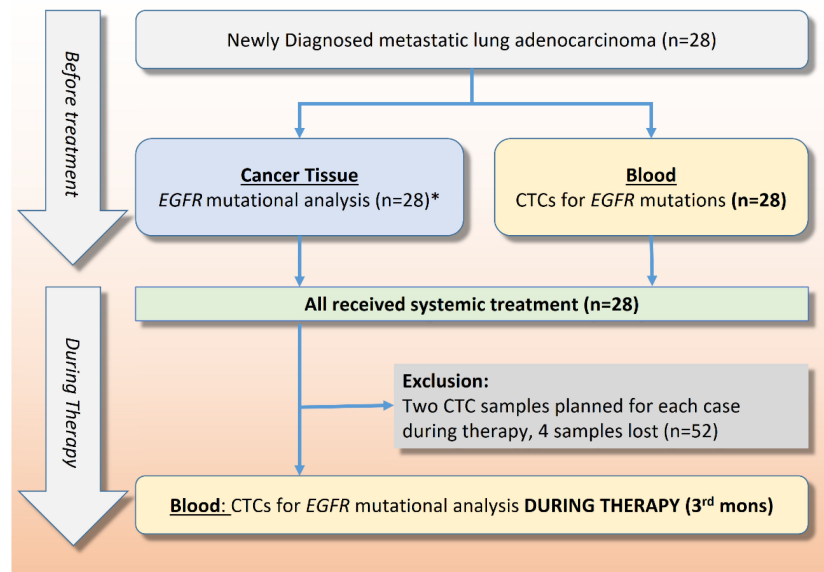 Newly Diagnosed metastatic lung adenocarcinoma (n=28)
Before treatment
Cancer Tissue
EGFR mutational analysis (n=28)*
Blood
CTCs for EGFR mutations (n=28)
All received systemic treatment (n=28)
During Therapy
Exclusion:
Two CTC samples planned for each case
during therapy, 4 samples lost (n=52)
Blood: CTCs for EGFR mutational analysis DURING THERAPY (3rd mons)